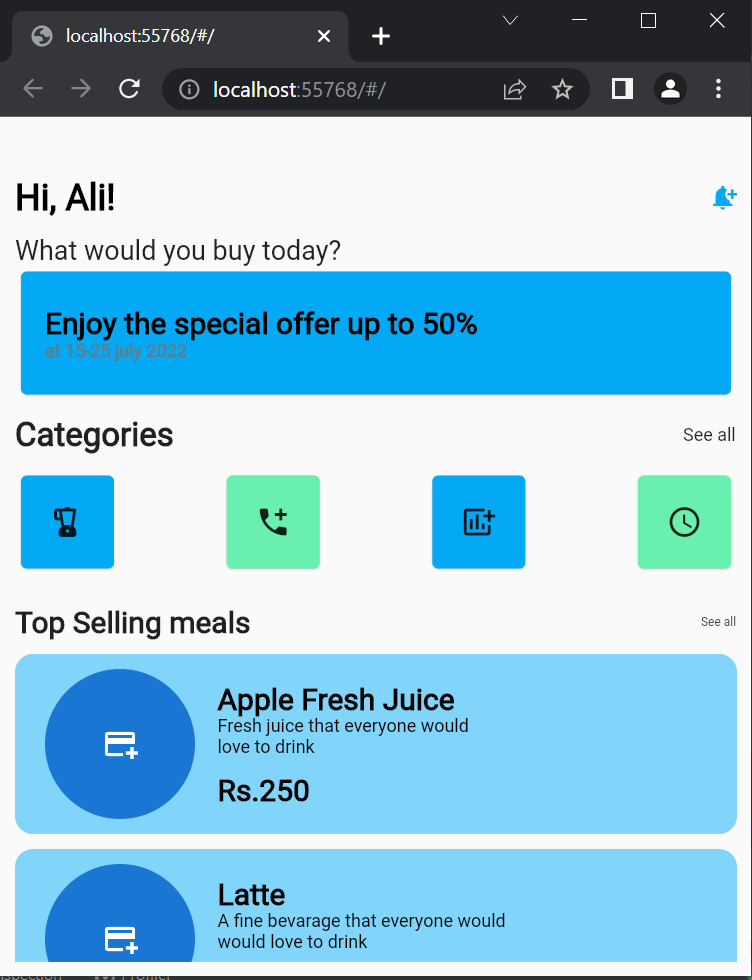 localhost:55768/#/
localhost:55768/#/
Hi, Ali!
What would you buy today?
Enjoy the special offer up to 50%
at 15-25 july 2022
Categories
See all
Top Selling meals
See all
Apple Fresh Juice
Fresh juice that everyone would
love to drink
Rs.250
Latte
A fine bevarage that everyone would
would love to drink